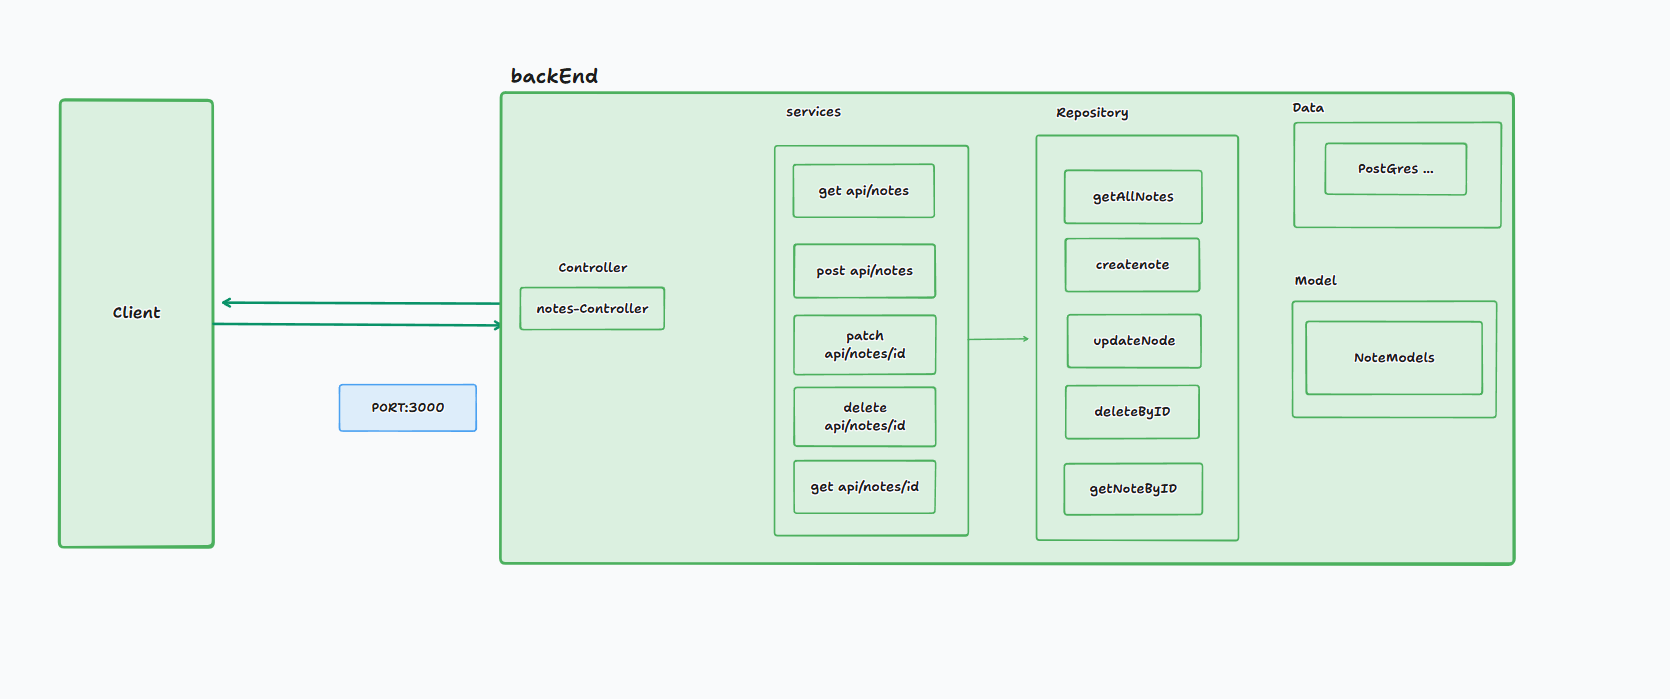 backEnd
Client
PORT:3000
Controller
notes-Controller
services
get api/notes
post api/notes
patch
api/notes/id
delete
api/notes/id
get api/notes/id
Repository
getAllNotes
createnote
updateNode
deleteByID
getNoteByID
Data
PostGres ...
Model
NoteModels